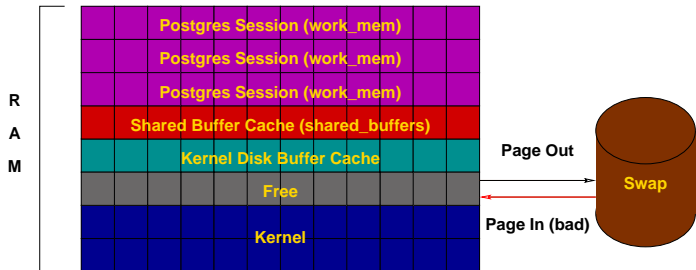 R
A
M
Postgres Session (work_mem)
Postgres Session (work_mem)
Postgres Session (work_mem)
Shared Buffer Cache (shared_buffers)
Kernel Disk Buffer Cache
Free
Kernel
Page Out
Page In (bad)
Swap